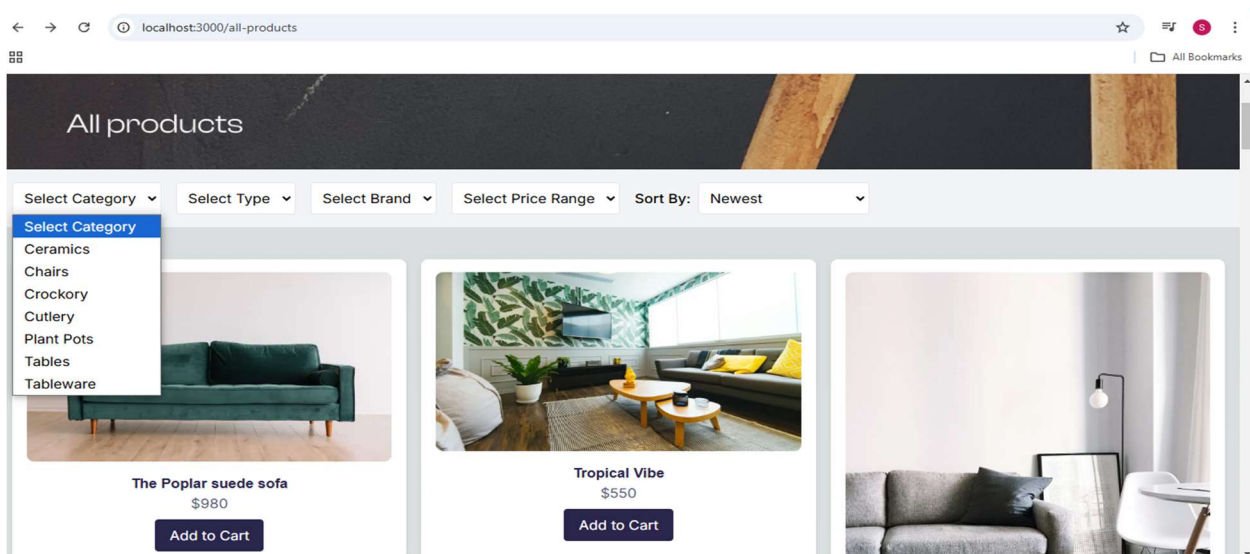 localhost:3000/all-products
S
All Bookmarks
All products
Select Category Select Type Select Brand Select Price Range Sort By: Newest
Select Category
Ceramics
Chairs
Crockory
Cutlery
Plant Pots
Tables
Tableware
The Poplar suede sofa
$980
Add to Cart
Tropical Vibe
$550
Add to Cart